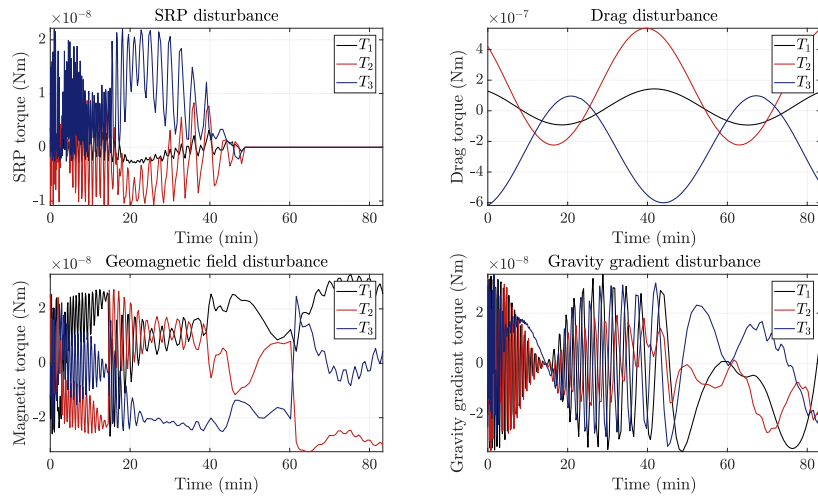 SRP disturbance
×10⁻⁸
2
1
0
-1
SRP torque (Nm)
T₁
T₂
T₃
0 20 40 60 80
Time (min)
Drag disturbance
×10⁻⁷
4
2
0
-2
-4
-6
Drag torque (Nm)
T₁
T₂
T₃
0 20 40 60 80
Time (min)
Geomagnetic field disturbance
×10⁻⁸
2
0
-2
Magnetic torque (Nm)
T₁
T₂
T₃
0 20 40 60 80
Time (min)
Gravity gradient disturbance
×10⁻⁸
2
0
-2
Gravity gradient torque (Nm)
T₁
T₂
T₃
0 20 40 60 80
Time (min)